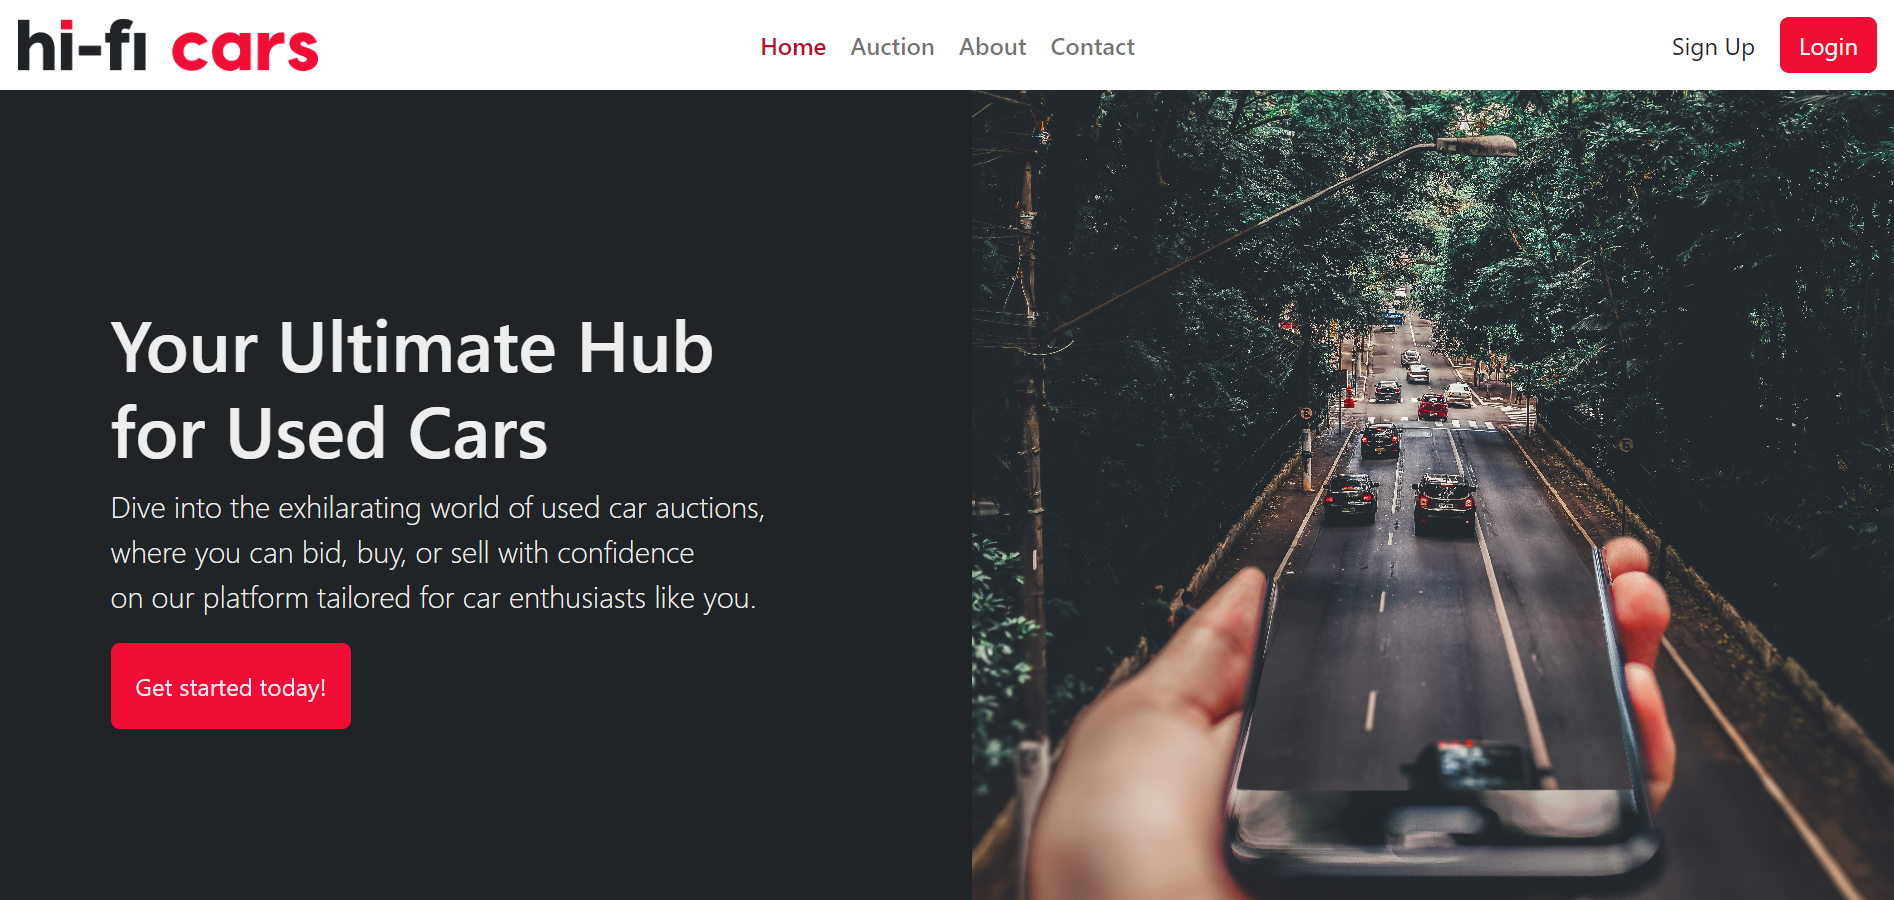 hi-fi cars
Home Auction About Contact
Sign Up Login
Your Ultimate Hub
for Used Cars
Dive into the exhilarating world of used car auctions,
where you can bid, buy, or sell with confidence
on our platform tailored for car enthusiasts like you.
Get started today!